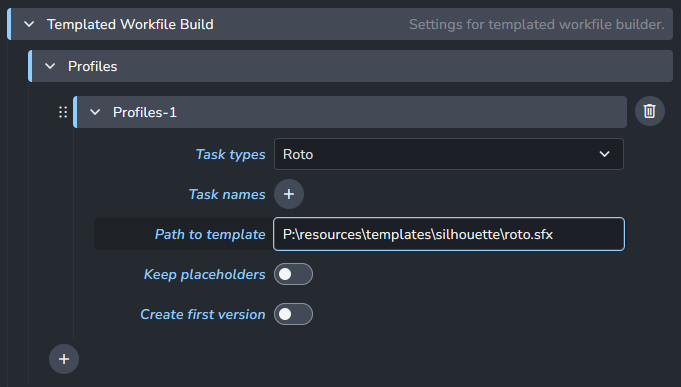 Templated Workfile Build Settings for templated workfile builder.
Profiles
Profiles-1
Task types Roto
Task names
Path to template P:\resources\templates\silhouette\roto.sfx
Keep placeholders
Create first version